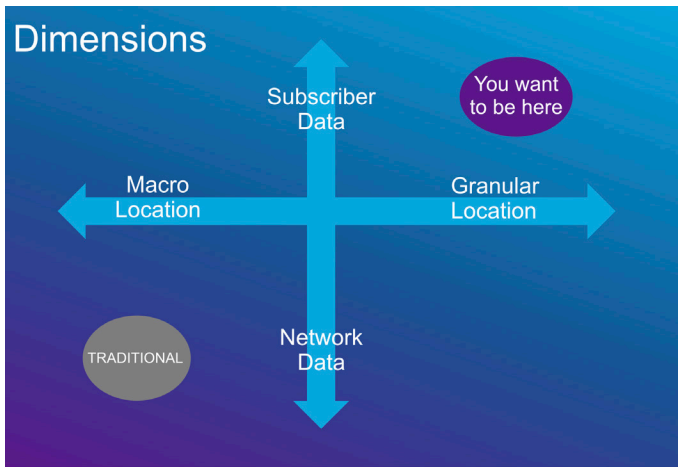 Dimensions
You want
to be here
Subscriber
Data
Macro
Location
Granular
Location
TRADITIONAL
Network
Data